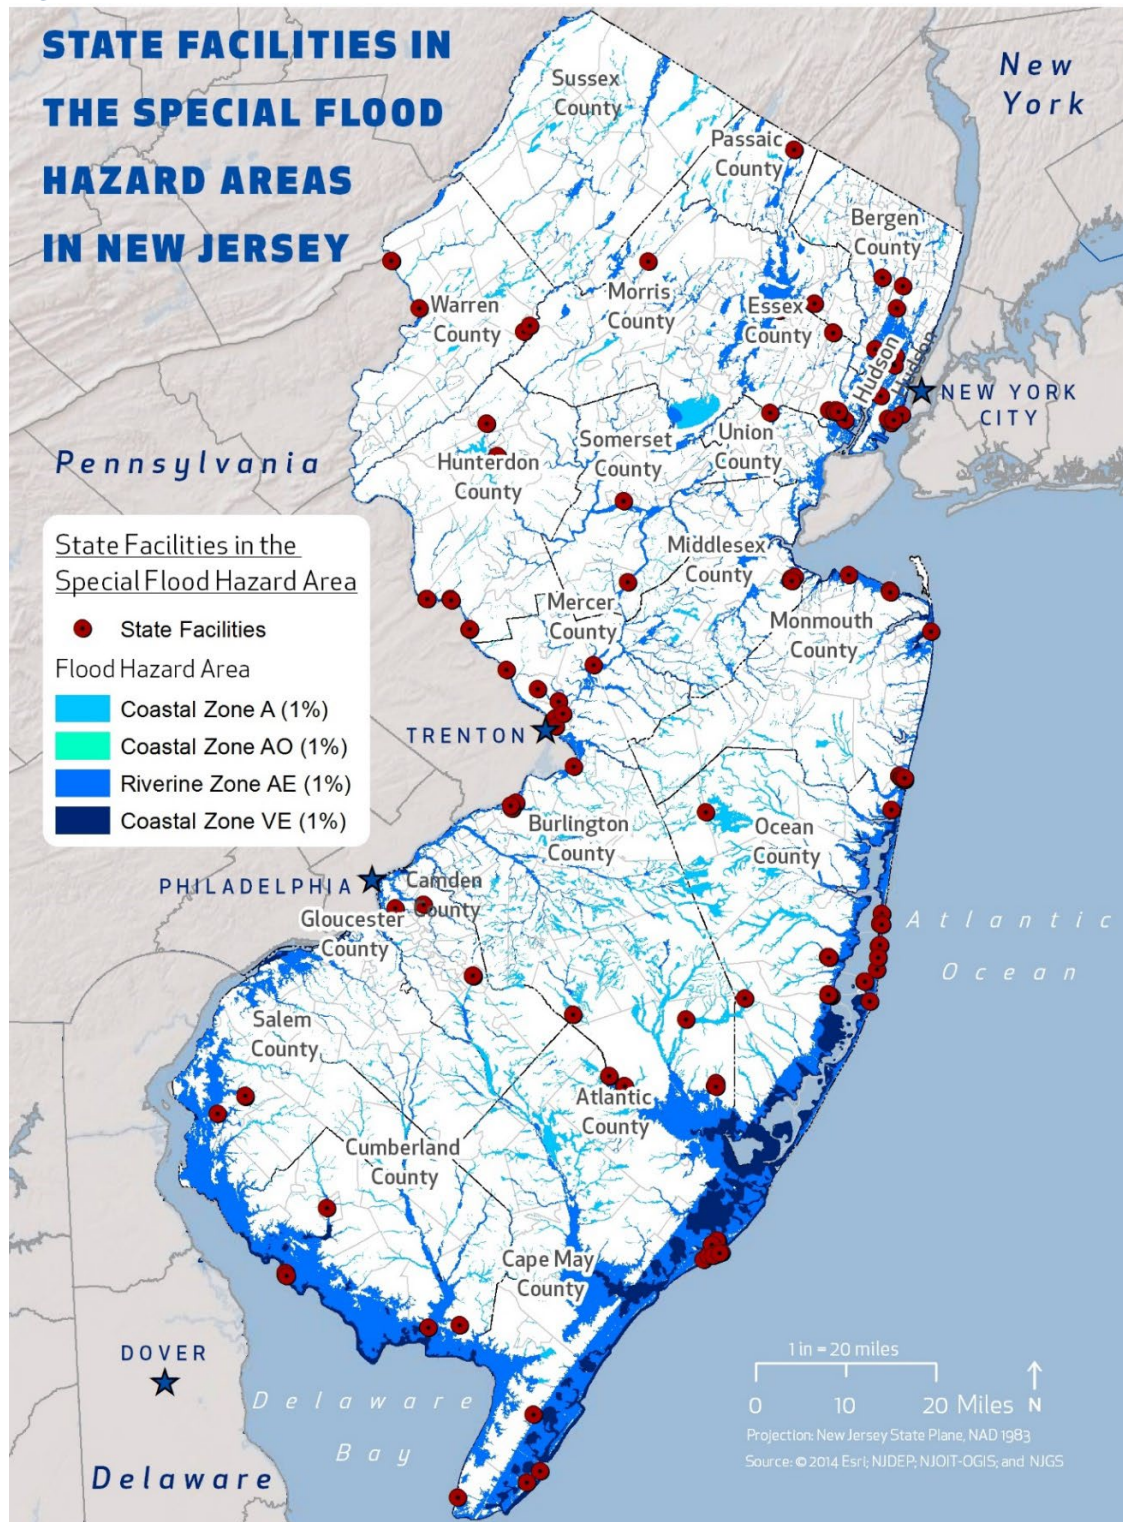 STATE FACILITIES IN
THE SPECIAL FLOOD
HAZARD AREAS
IN NEW JERSEY
New
York
Sussex
County
Passaic
County
Bergen
County
Warren
County
Morris
County
Essex
County
Hudson
Hudson
NEW YORK
CITY
Pennsylvania
Hunterdon
County
Somerset
County
Union
County
State Facilities in the
Special Flood Hazard Area
State Facilities
Flood Hazard Area
Coastal Zone A (1%)
Coastal Zone AO (1%)
Riverine Zone AE (1%)
Coastal Zone VE (1%)
Middlesex
County
Mercer
County
Monmouth
County
TRENTON
Burlington
County
Ocean
County
PHILADELPHIA
Camden
County
Gloucester
County
Atlantic
Ocean
Salem
County
Atlantic
County
Cumberland
County
Cape May
County
DOVER
Delaware
Bay
Delaware
1 in = 20 miles
0 10 20 Miles N
Projection: New Jersey State Plane, NAD 1983
Source: © 2014 Esri; NJDEP; NJOIT-OGIS; and NJGS